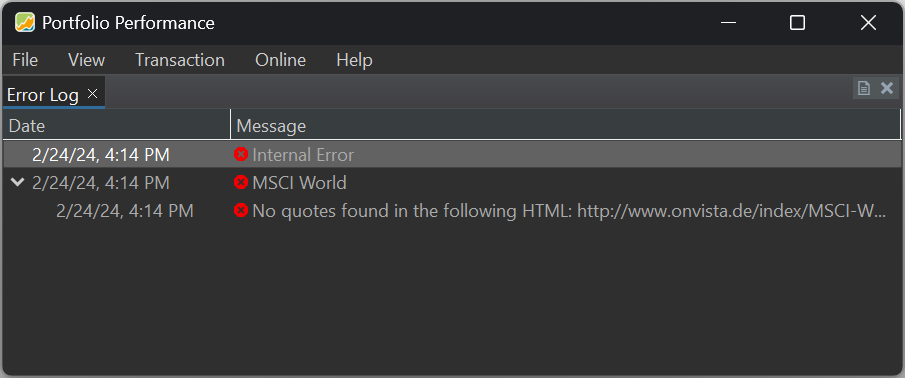 Portfolio Performance
File View Transaction Online Help
Error Log
Date Message
2/24/24, 4:14 PM Internal Error
2/24/24, 4:14 PM MSCI World
2/24/24, 4:14 PM No quotes found in the following HTML: http://www.onvista.de/index/MSCI-W...